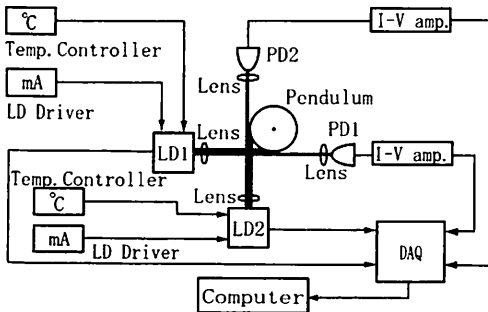 ℃
Temp. Controller
mA
LD Driver
I-V amp.
PD2
Lens
Pendulum
PD1
Lens
LD1
Lens
I-V amp.
Temp. Controller
℃
Lens
LD2
mA
LD Driver
DAQ
Computer